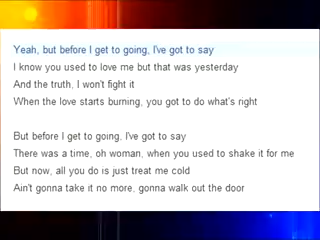 Yeah, but before I get to going, I've got to say
I know you used to love me but that was yesterday
And the truth, I won't fight it
When the love starts burning, you got to do what's right
But before I get to going, I've got to say
There was a time, oh woman, when you used to shake it for me
But now, all you do is just treat me cold
Ain't gonna take it no more, gonna walk out the door